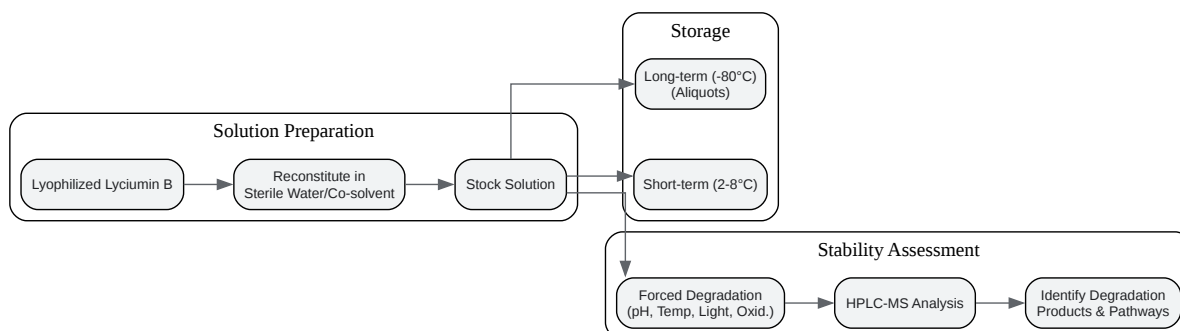 Storage
Long-term (-80°C)
(Aliquots)
Solution Preparation
Lyophilized Lyciumin B
Reconstitute in
Sterile Water/Co-solvent
Stock Solution
Short-term (2-8°C)
Stability Assessment
Forced Degradation
(pH, Temp, Light, Oxid.)
HPLC-MS Analysis
Identify Degradation
Products & Pathways